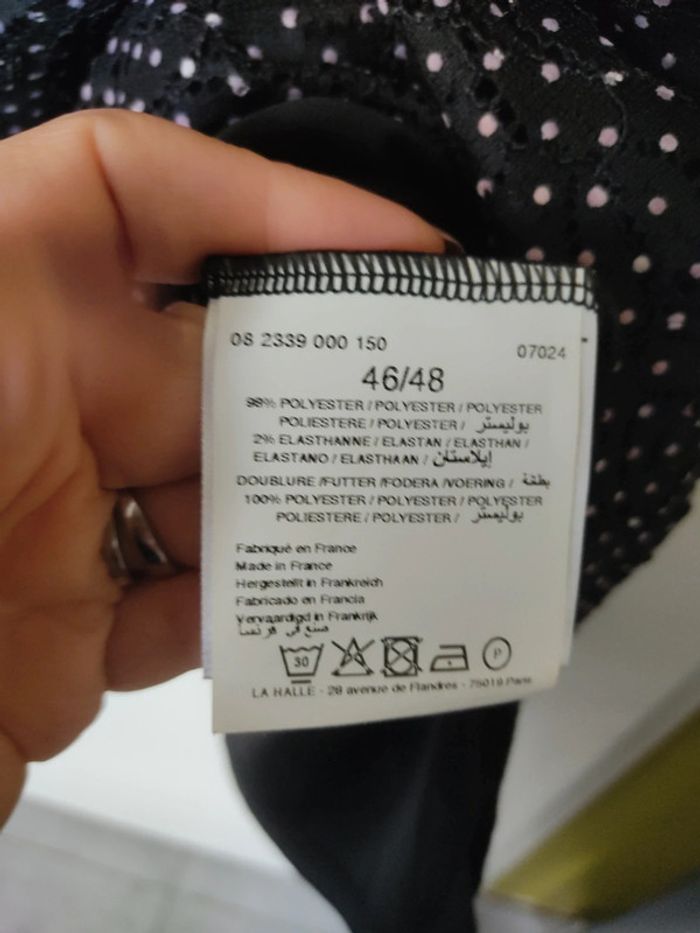 08 2339 000 150
07024
46/48
98% POLYESTER / POLYESTER / POLYESTER
POLIESTERE / POLYESTER / بوليستر
2% ELASTHANNE / ELASTAN / ELASTHAN /
ELASTANO / ELASTHAAN / إيلاستان
DOUBLURE /FUTTER /FODERA /VOERING / بطانة
100% POLYESTER / POLYESTER / POLYESTER
POLIESTERE / POLYESTER / بوليستر
Fabriqué en France
Made in France
Hergestellt in Frankreich
Fabricado en Francia
Vervaardigd in Frankrijk
صنع في فرنسا
30
P
LA HALLE - 28 avenue de Flandres - 75019 Paris